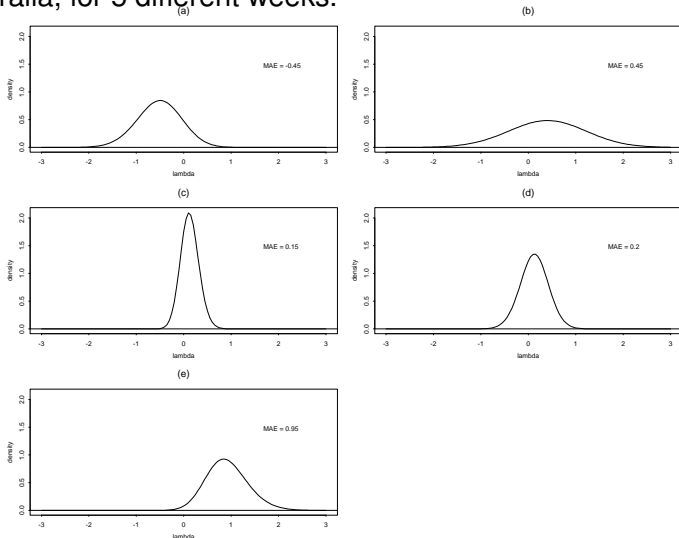 ralia, for 5 different weeks.
(a)
density
0.0 0.5 1.0 1.5 2.0
MAE = -0.45
-3 -2 -1 0 1 2 3
lambda
(b)
density
0.0 0.5 1.0 1.5 2.0
MAE = 0.45
-3 -2 -1 0 1 2 3
lambda
(c)
density
0.0 0.5 1.0 1.5 2.0
MAE = 0.15
-3 -2 -1 0 1 2 3
lambda
(d)
density
0.0 0.5 1.0 1.5 2.0
MAE = 0.2
-3 -2 -1 0 1 2 3
lambda
(e)
density
0.0 0.5 1.0 1.5 2.0
MAE = 0.95
-3 -2 -1 0 1 2 3
lambda